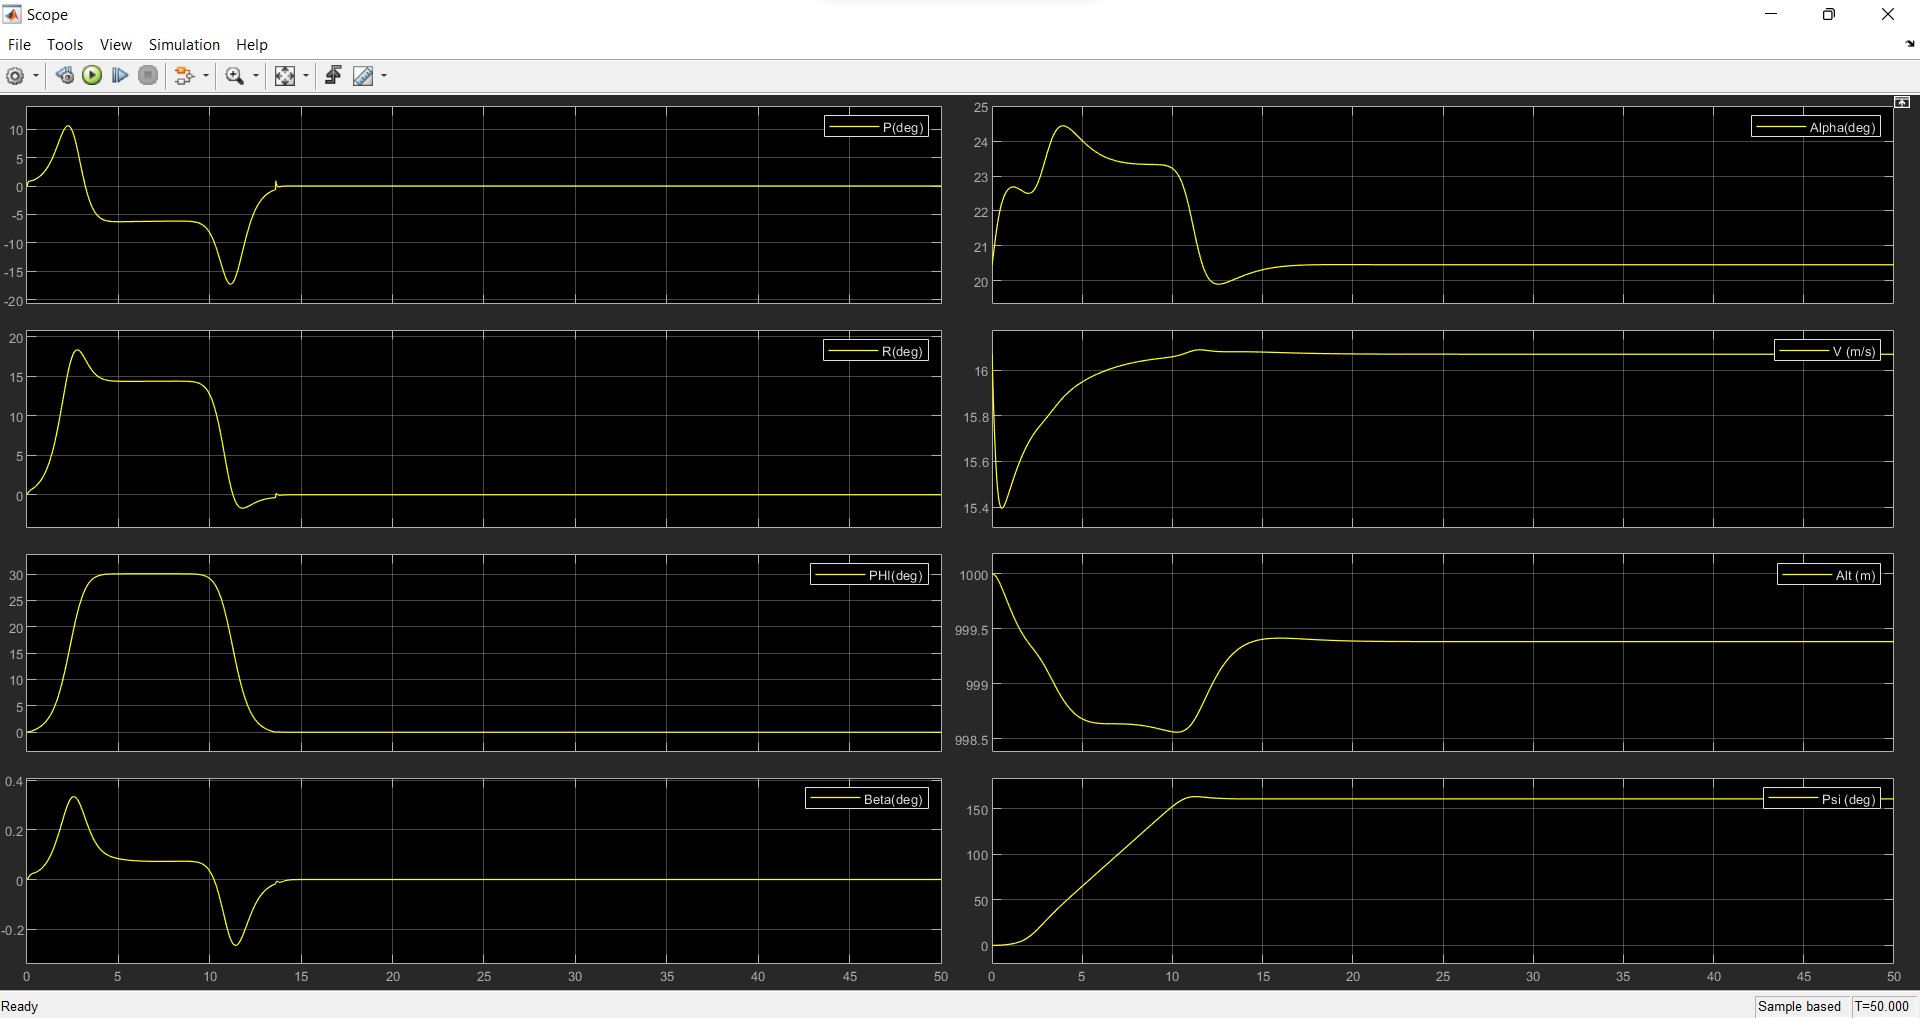 Scope
File Tools View Simulation Help
P(deg)
10
5
0
-5
-10
-15
-20
R(deg)
20
15
10
5
0
PHI(deg)
30
25
20
15
10
5
0
Beta(deg)
0.4
0.2
0
-0.2
0 5 10 15 20 25 30 35 40 45 50
Alpha(deg)
25
24
23
22
21
20
V (m/s)
16
15.8
15.6
15.4
Alt (m)
1000
999.5
999
998.5
Psi (deg)
150
100
50
0
0 5 10 15 20 25 30 35 40 45 50
Ready
Sample based T=50.000